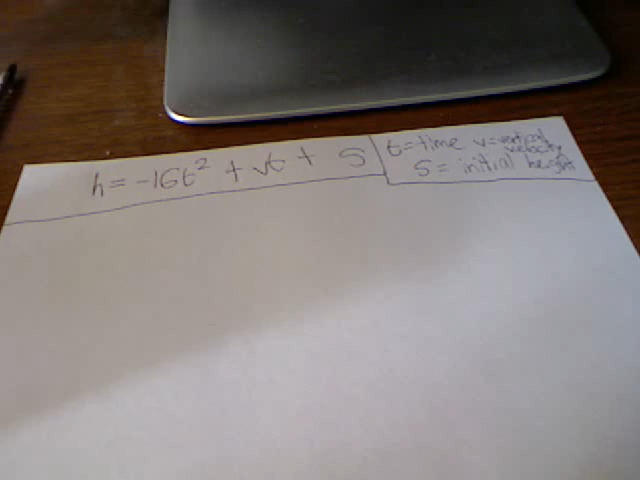 h = -16t² + vt + S
t = time v = vertical
velocity
S = initial height